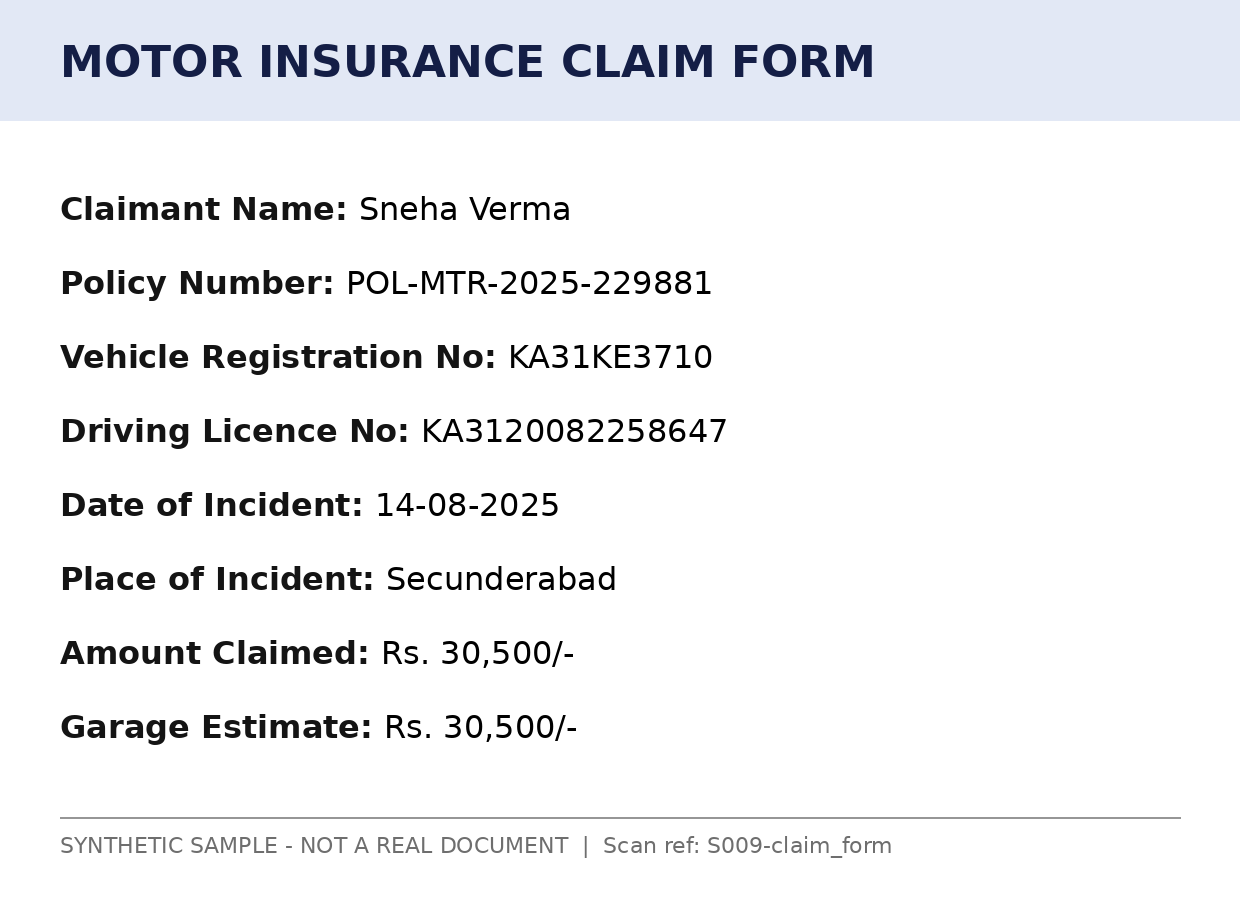 MOTOR INSURANCE CLAIM FORM
Claimant Name: Sneha Verma
Policy Number: POL-MTR-2025-229881
Vehicle Registration No: KA31KE3710
Driving Licence No: KA3120082258647
Date of Incident: 14-08-2025
Place of Incident: Secunderabad
Amount Claimed: Rs. 30,500/-
Garage Estimate: Rs. 30,500/-
SYNTHETIC SAMPLE - NOT A REAL DOCUMENT | Scan ref: S009-claim_form